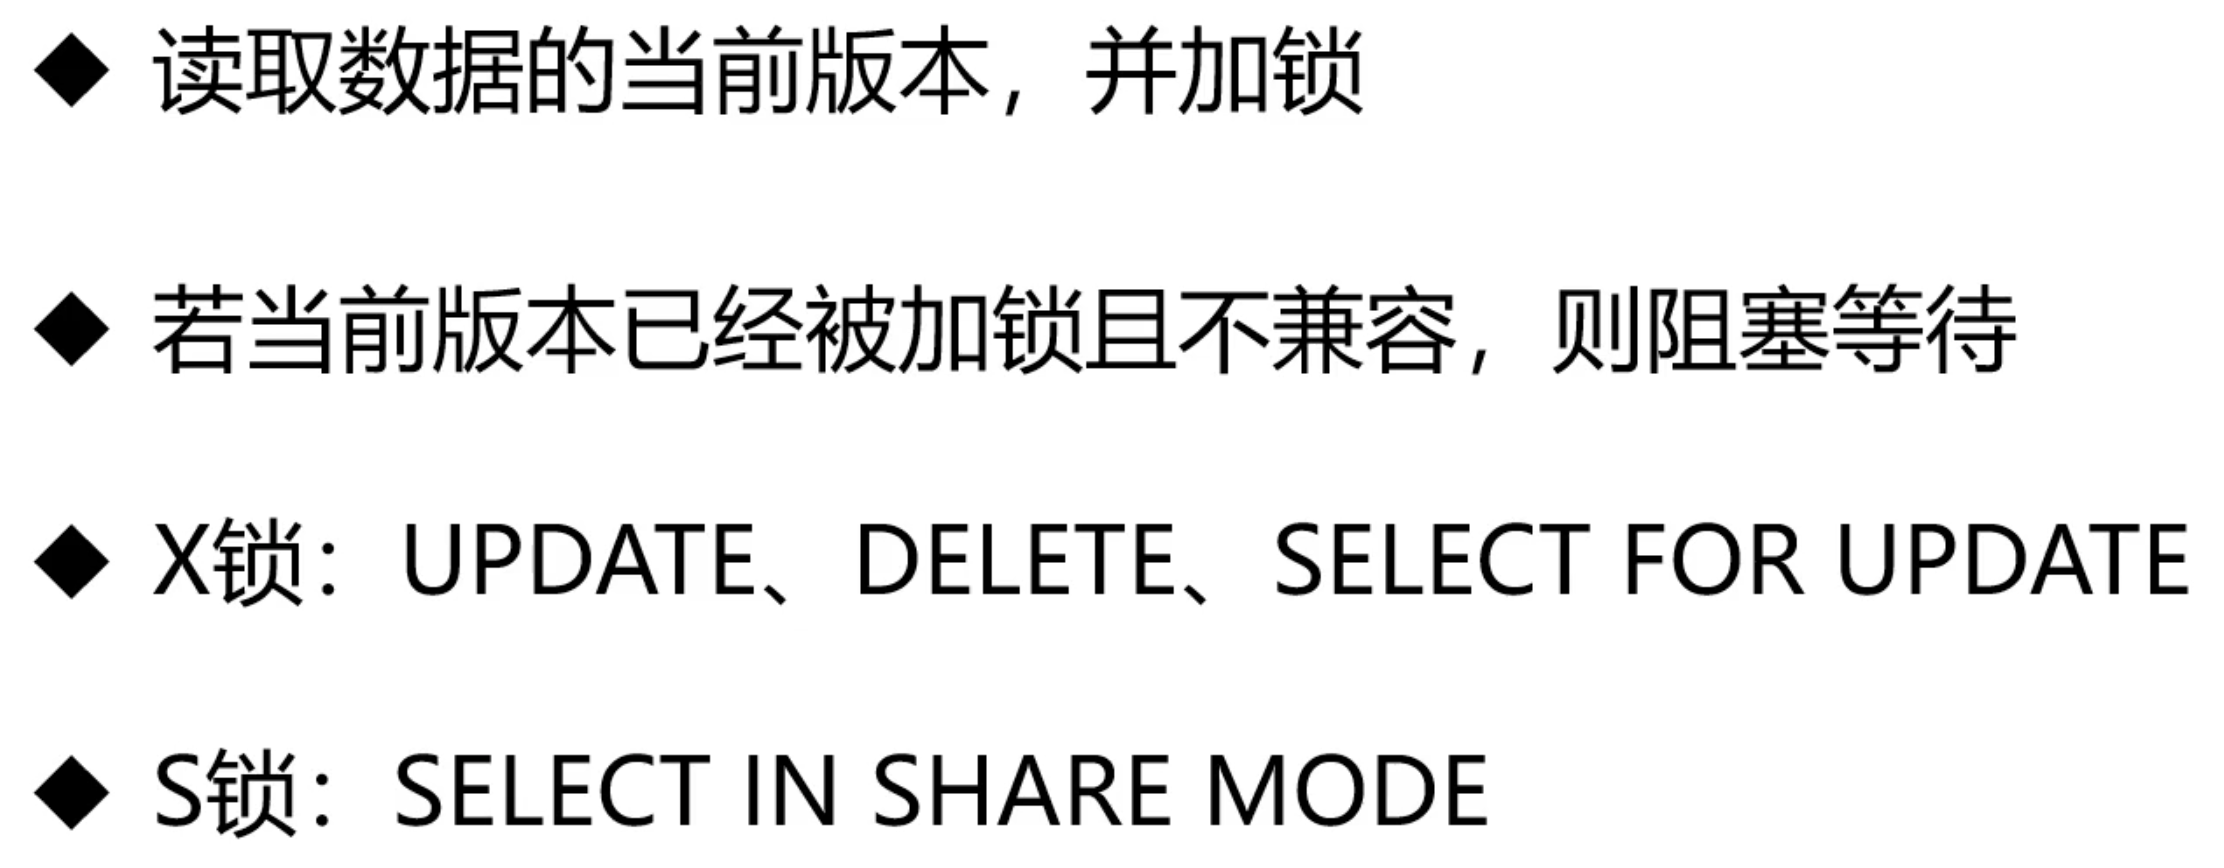 ◆ 读取数据的当前版本，并加锁
◆ 若当前版本已经被加锁且不兼容，则阻塞等待
◆ X锁：UPDATE、DELETE、SELECT FOR UPDATE
◆ S锁：SELECT IN SHARE MODE